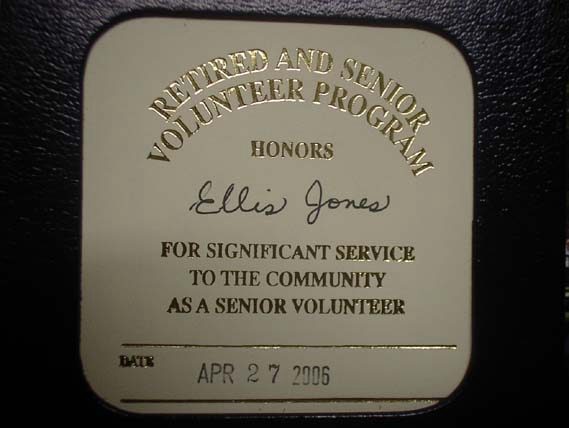 RETIRED AND SENIOR
VOLUNTEER PROGRAM
HONORS
Ellis Jones
FOR SIGNIFICANT SERVICE
TO THE COMMUNITY
AS A SENIOR VOLUNTEER
DATE APR 27 2006